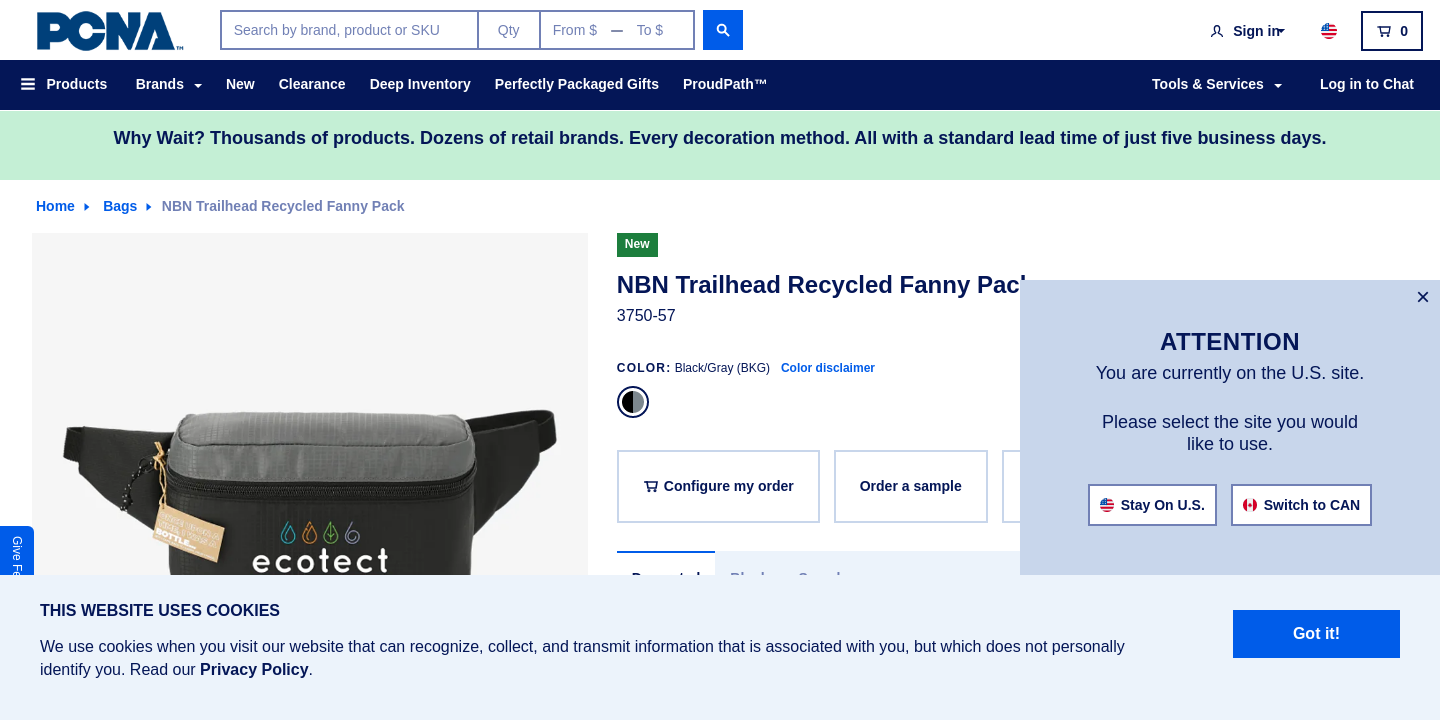 PCNA™
Search by brand, product or SKU
Qty
From $ — To $
Sign in
0
Products
Brands
New
Clearance
Deep Inventory
Perfectly Packaged Gifts
ProudPath™
Tools & Services
Log in to Chat
Why Wait? Thousands of products. Dozens of retail brands. Every decoration method. All with a standard lead time of just five business days.
Home
Bags
NBN Trailhead Recycled Fanny Pack
New
NBN Trailhead Recycled Fanny Pack
3750-57
COLOR: Black/Gray (BKG) Color disclaimer
Configure my order
Order a sample
×
ATTENTION
You are currently on the U.S. site.
Please select the site you would
like to use.
Stay On U.S.
Switch to CAN
BOTTLE
ecotect
Give
THIS WEBSITE USES COOKIES
We use cookies when you visit our website that can recognize, collect, and transmit information that is associated with you, but which does not personally
identify you. Read our Privacy Policy.
Got it!